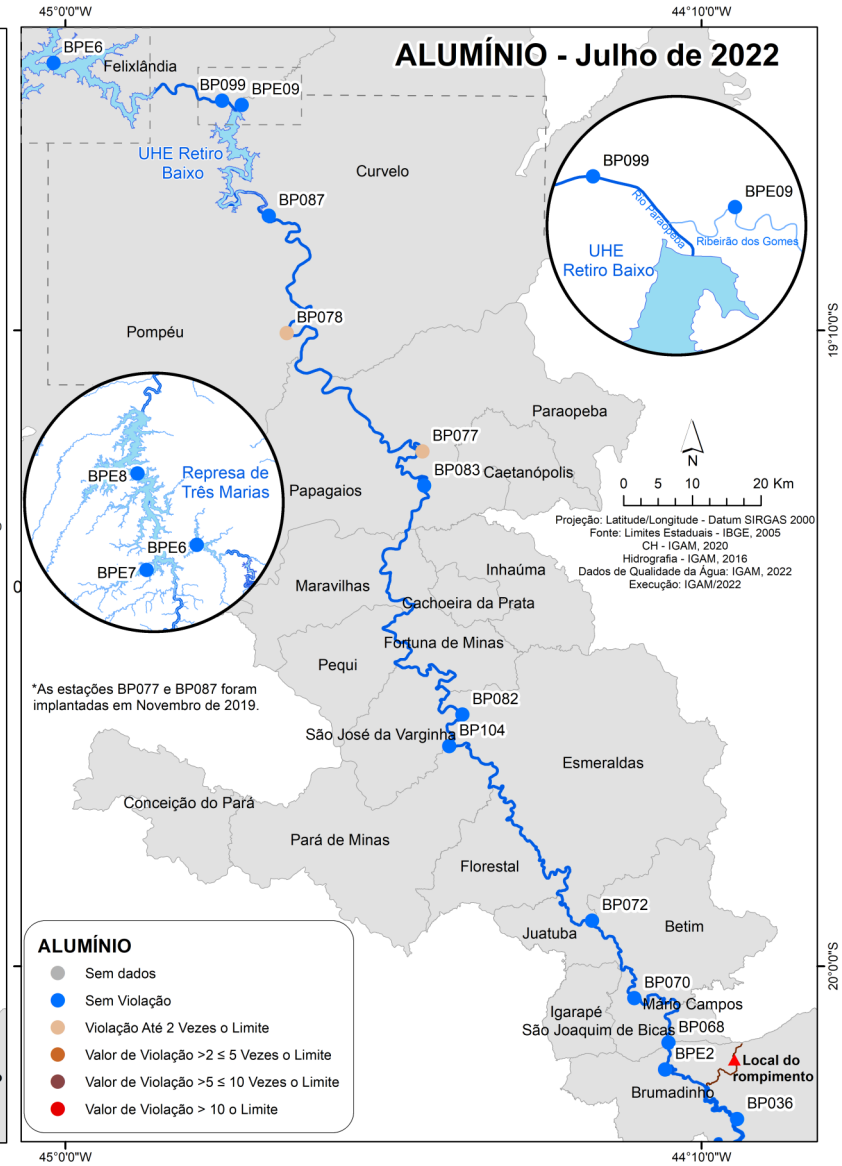 45°0'0"W
44°10'0"W
ALUMÍNIO - Julho de 2022
BPE6
Felixlândia
BP099
BPE09
UHE Retiro
Baixo
Curvelo
BP087
BP099
BPE09
Rio Paraopeba
Ribeirão dos Gomes
UHE
Retiro Baixo
BP078
Pompéu
19°10'0"S
Paraopeba
BP077
BP083
Caetanópolis
N
0 5 10 20 Km
Papagaios
BPE8
Represa de
Três Marias
BPE6
BPE7
Projeção: Latitude/Longitude - Datum SIRGAS 2000
Fonte: Limites Estaduais - IBGE, 2005
CH - IGAM, 2020
Hidrografia - IGAM, 2016
Dados de Qualidade da Água: IGAM, 2022
Execução: IGAM/2022
Inhaúma
Maravilhas
Cachoeira da Prata
Fortuna de Minas
Pequi
*As estações BP077 e BP087 foram
implantadas em Novembro de 2019.
BP082
São José da Varginha
BP104
Esmeraldas
Conceição do Pará
Pará de Minas
Florestal
BP072
Juatuba
Betim
20°0'0"S
BP070
Mário Campos
Igarapé
São Joaquim de Bicas
BP068
BPE2
Local do
rompimento
Brumadinho
BP036
ALUMÍNIO
Sem dados
Sem Violação
Violação Até 2 Vezes o Limite
Valor de Violação >2 ≤ 5 Vezes o Limite
Valor de Violação >5 ≤ 10 Vezes o Limite
Valor de Violação > 10 o Limite
45°0'0"W
44°10'0"W